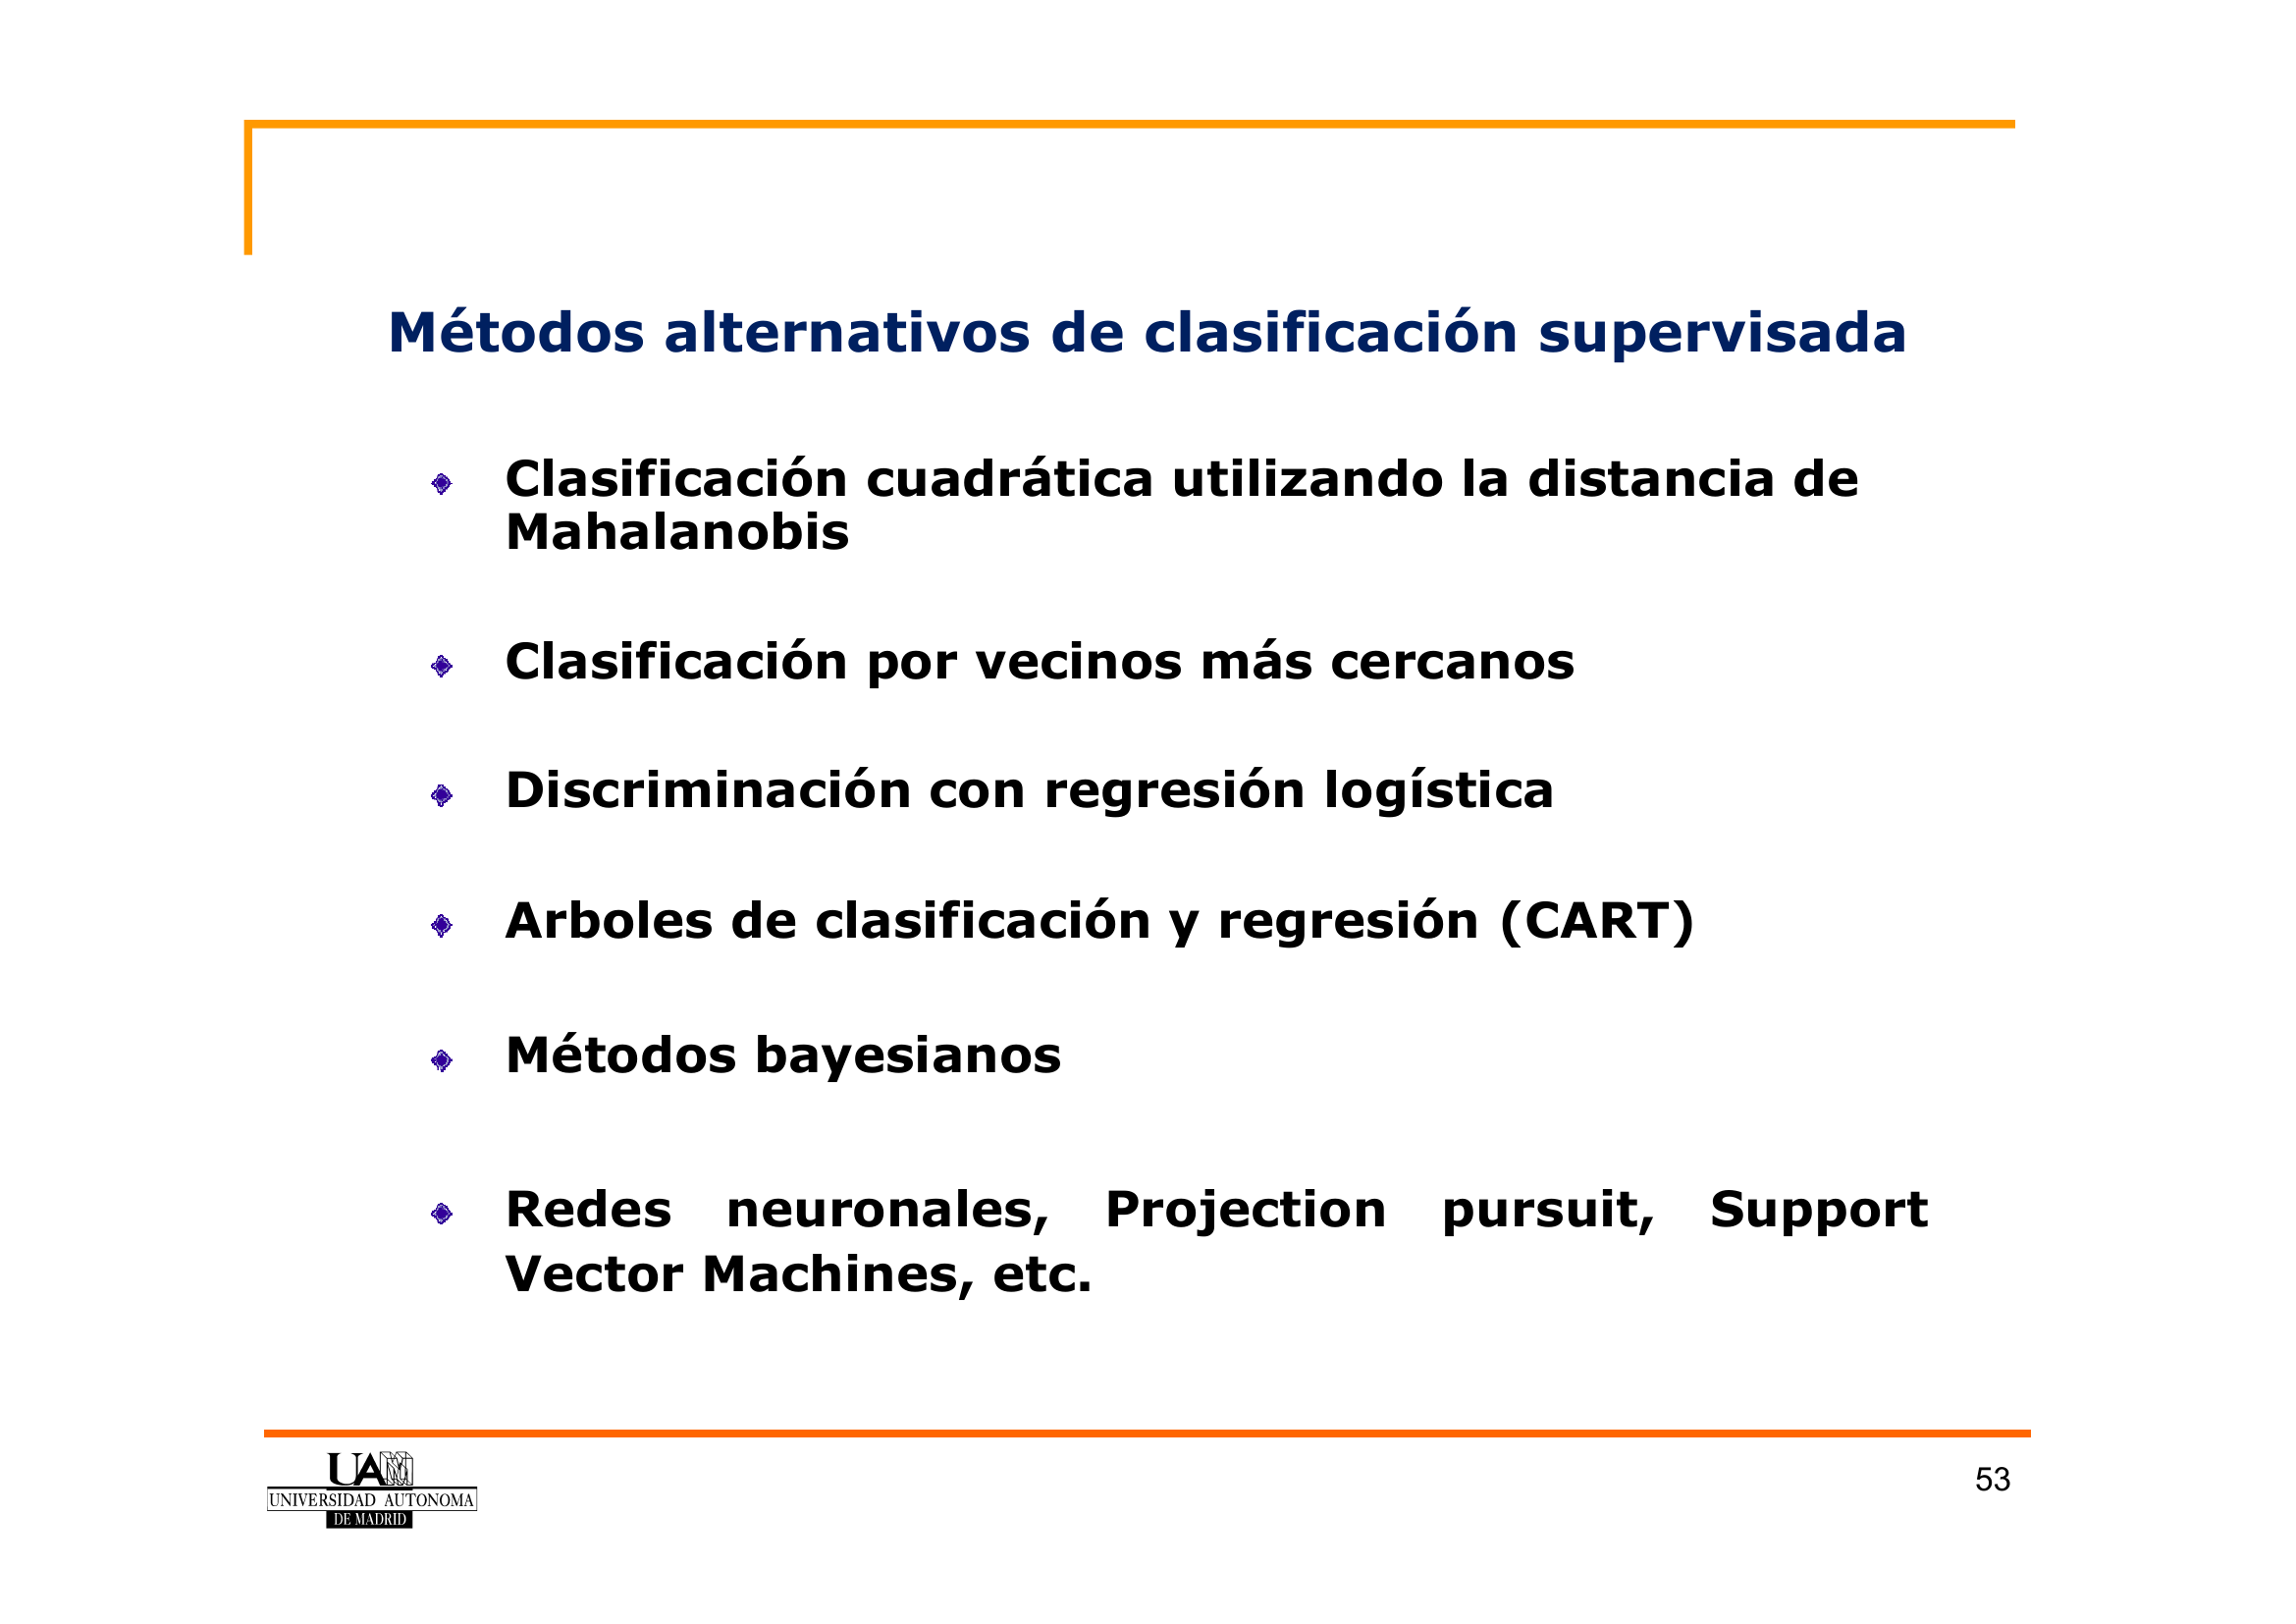 Métodos alternativos de clasificación supervisada
Clasificación cuadrática utilizando la distancia de
Mahalanobis
Clasificación por vecinos más cercanos
Discriminación con regresión logística
Arboles de clasificación y regresión (CART)
Métodos bayesianos
Redes neuronales, Projection pursuit, Support
Vector Machines, etc.
UAM
UNIVERSIDAD AUTONOMA
DE MADRID
53